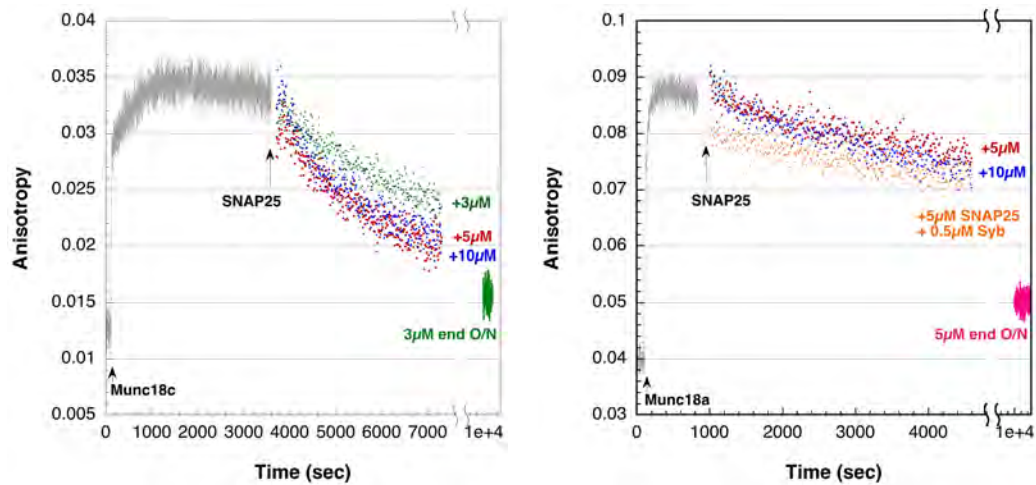 0.04
0.035
0.03
0.025
0.02
0.015
0.01
0.005
Anisotropy
SNAP25
+3µM
+5µM
+10µM
3µM end O/N
Munc18c
0 1000 2000 3000 4000 5000 6000 7000 1e+4
Time (sec)
0.1
0.09
0.08
0.07
0.06
0.05
0.04
0.03
Anisotropy
SNAP25
+5µM
+10µM
+5µM SNAP25
+ 0.5µM Syb
5µM end O/N
Munc18a
0 1000 2000 3000 4000 1e+4
Time (sec)